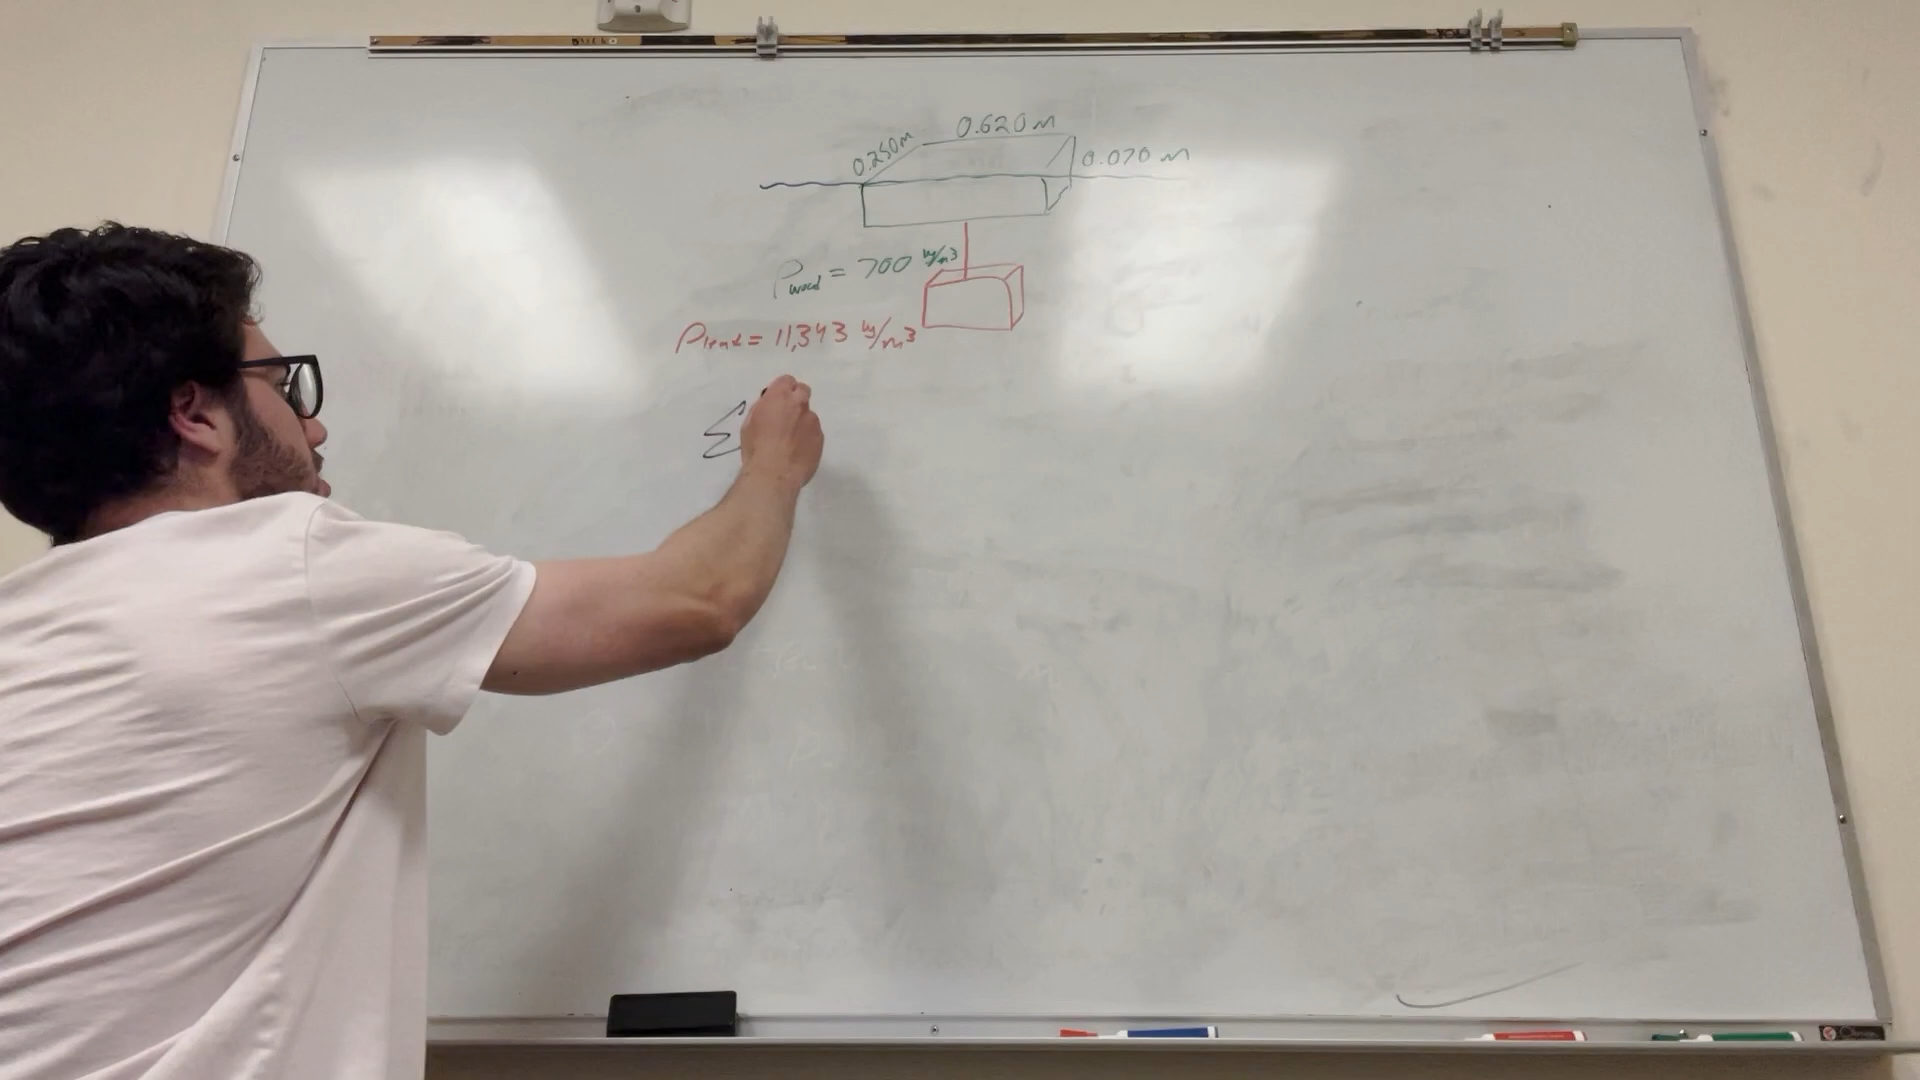 0.620 m
0.250m
0.070 m
ρwood = 700 kg/m³
ρlead = 11,343 kg/m³
Σ